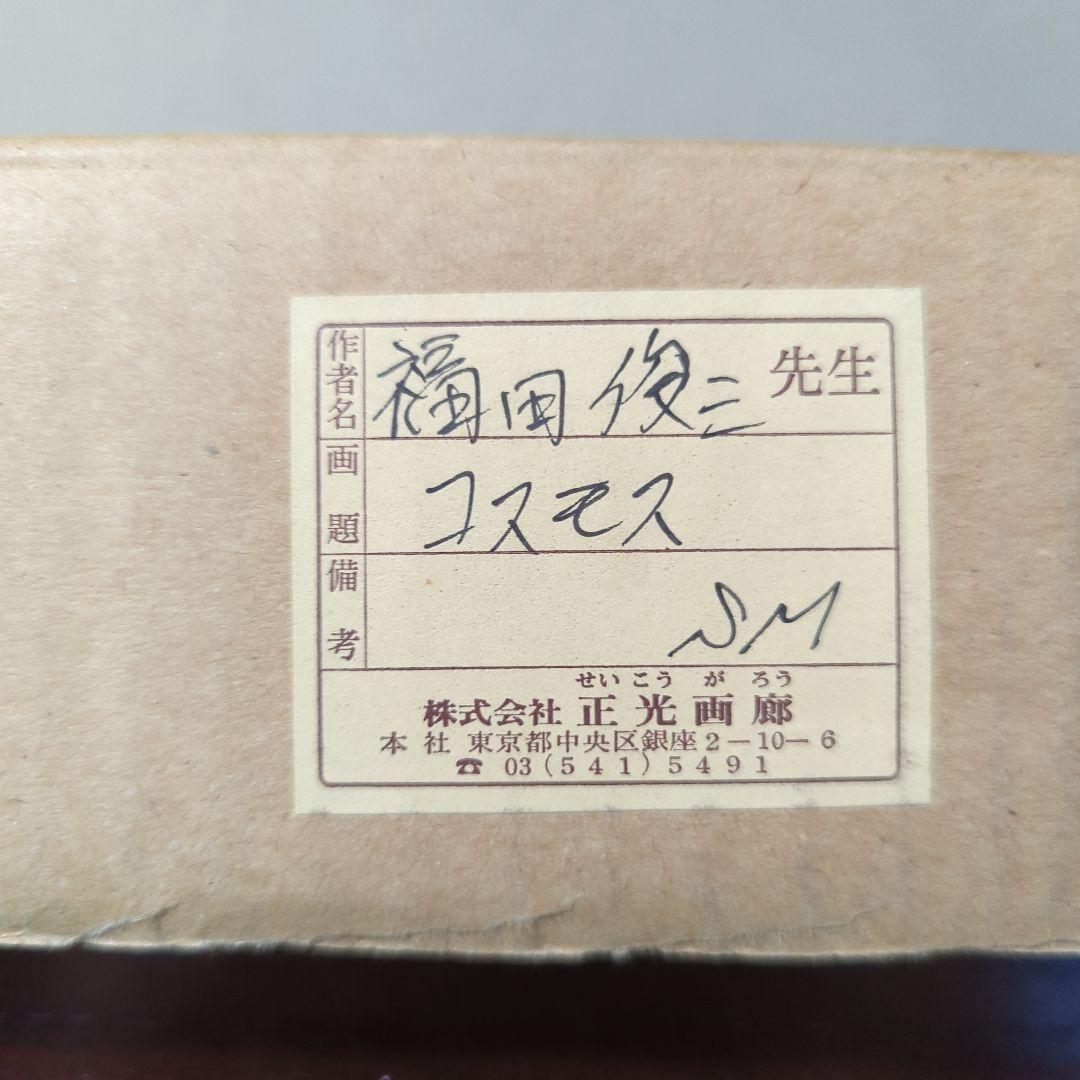 作者名 福田俊三 先生
画題 コスモス
備考 SM
せいこうがろう
株式会社 正光画廊
本社 東京都中央区銀座2-10-6
☎ 03(541)5491